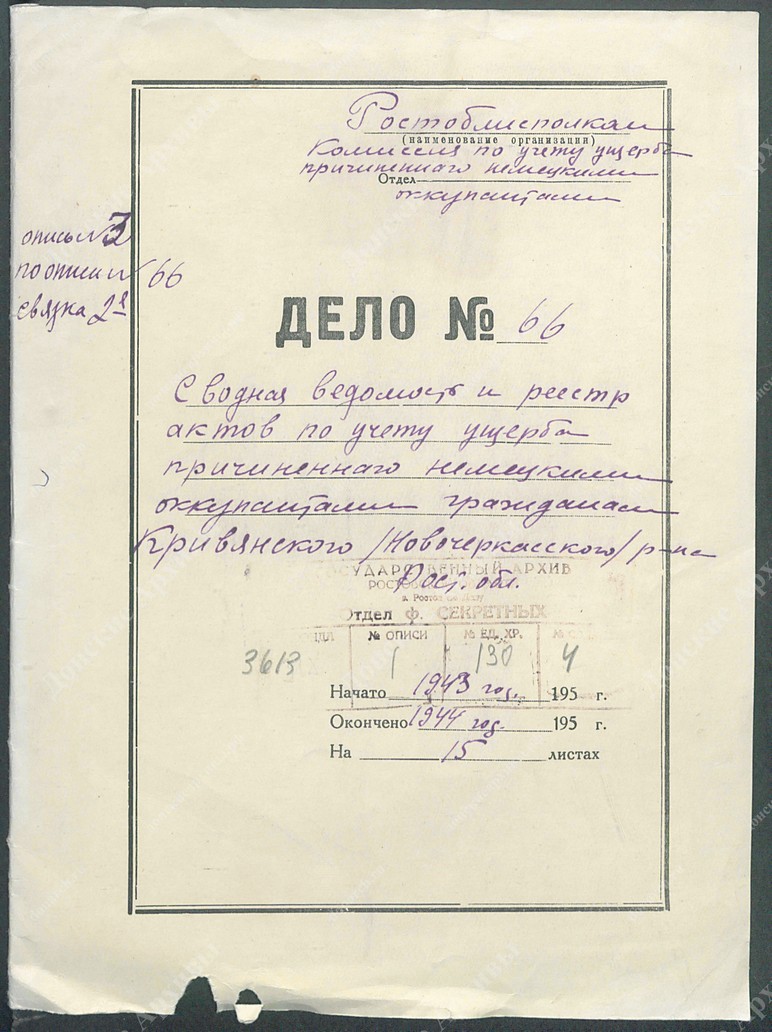 Ростоблисполком
(наименование организации)
Комиссия по учету ущерба
причиненного немецкими
Отдел
оккупантами
опись № 3
по описи № 66
связка 2я
ДЕЛО № 66
Сводная ведомость и реестр
актов по учету ущерба
причиненного немецкими
оккупантами гражданам
Кривянского /Новочеркасского/ р-на
Рост. обл.
ГОСУДАРСТВЕННЫЙ АРХИВ
Отдел ф. СЕКРЕТНЫХ
№ ОПИСИ № ЕД. ХР.
3613 1 130 4
Начато 1943 год. 195 г.
Окончено 1944 год. 195 г.
На 15 листах